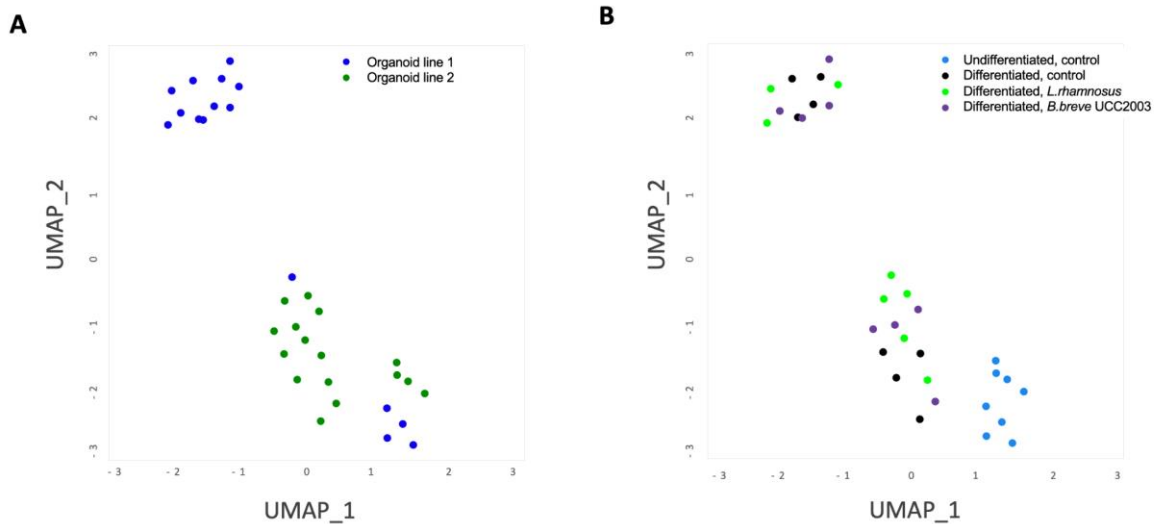 A
Organoid line 1
Organoid line 2
UMAP_2
3
2
1
0
- 1
- 2
- 3
- 3
- 2
- 1
0
1
2
3
UMAP_1
B
Undifferentiated, control
Differentiated, control
Differentiated, L.rhamnosus
Differentiated, B.breve UCC2003
UMAP_2
3
2
1
0
- 1
- 2
- 3
- 3
- 2
- 1
0
1
2
3
UMAP_1